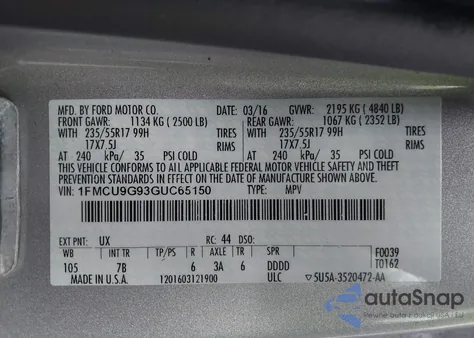 MFD. BY FORD MOTOR CO. 03/16 GVWR: 2195 KG ( 4840 LB)
FRONT GAWR: 1134 KG ( 2500 LB) REAR GAWR: 1067 KG ( 2352 LB)
WITH 235/55R17 99H TIRES WITH 235/55R17 99H TIRES
17X7.5J RIMS 17X7.5J RIMS
AT 240 kPa/ 35 PSI COLD AT 240 kPa/ 35 PSI COLD
THIS VEHICLE CONFORMS TO ALL APPLICABLE FEDERAL MOTOR VEHICLE SAFETY AND THEFT
PREVENTION STANDARDS IN EFFECT ON THE DATE OF MANUFACTURE SHOWN ABOVE.
VIN: 1FMCU9G93GUC65150 TYPE: MPV
EXT PNT: UX RC: 44 DSO: F0039
WB INT TR TP/PS R AXLE TR SPR T0162
105 7B 6 3A 6 DDDD
MADE IN U.S.A. 1201603121900 ULC ▽5U5A-3520472-AA
autoSnap
www.autosnap.com